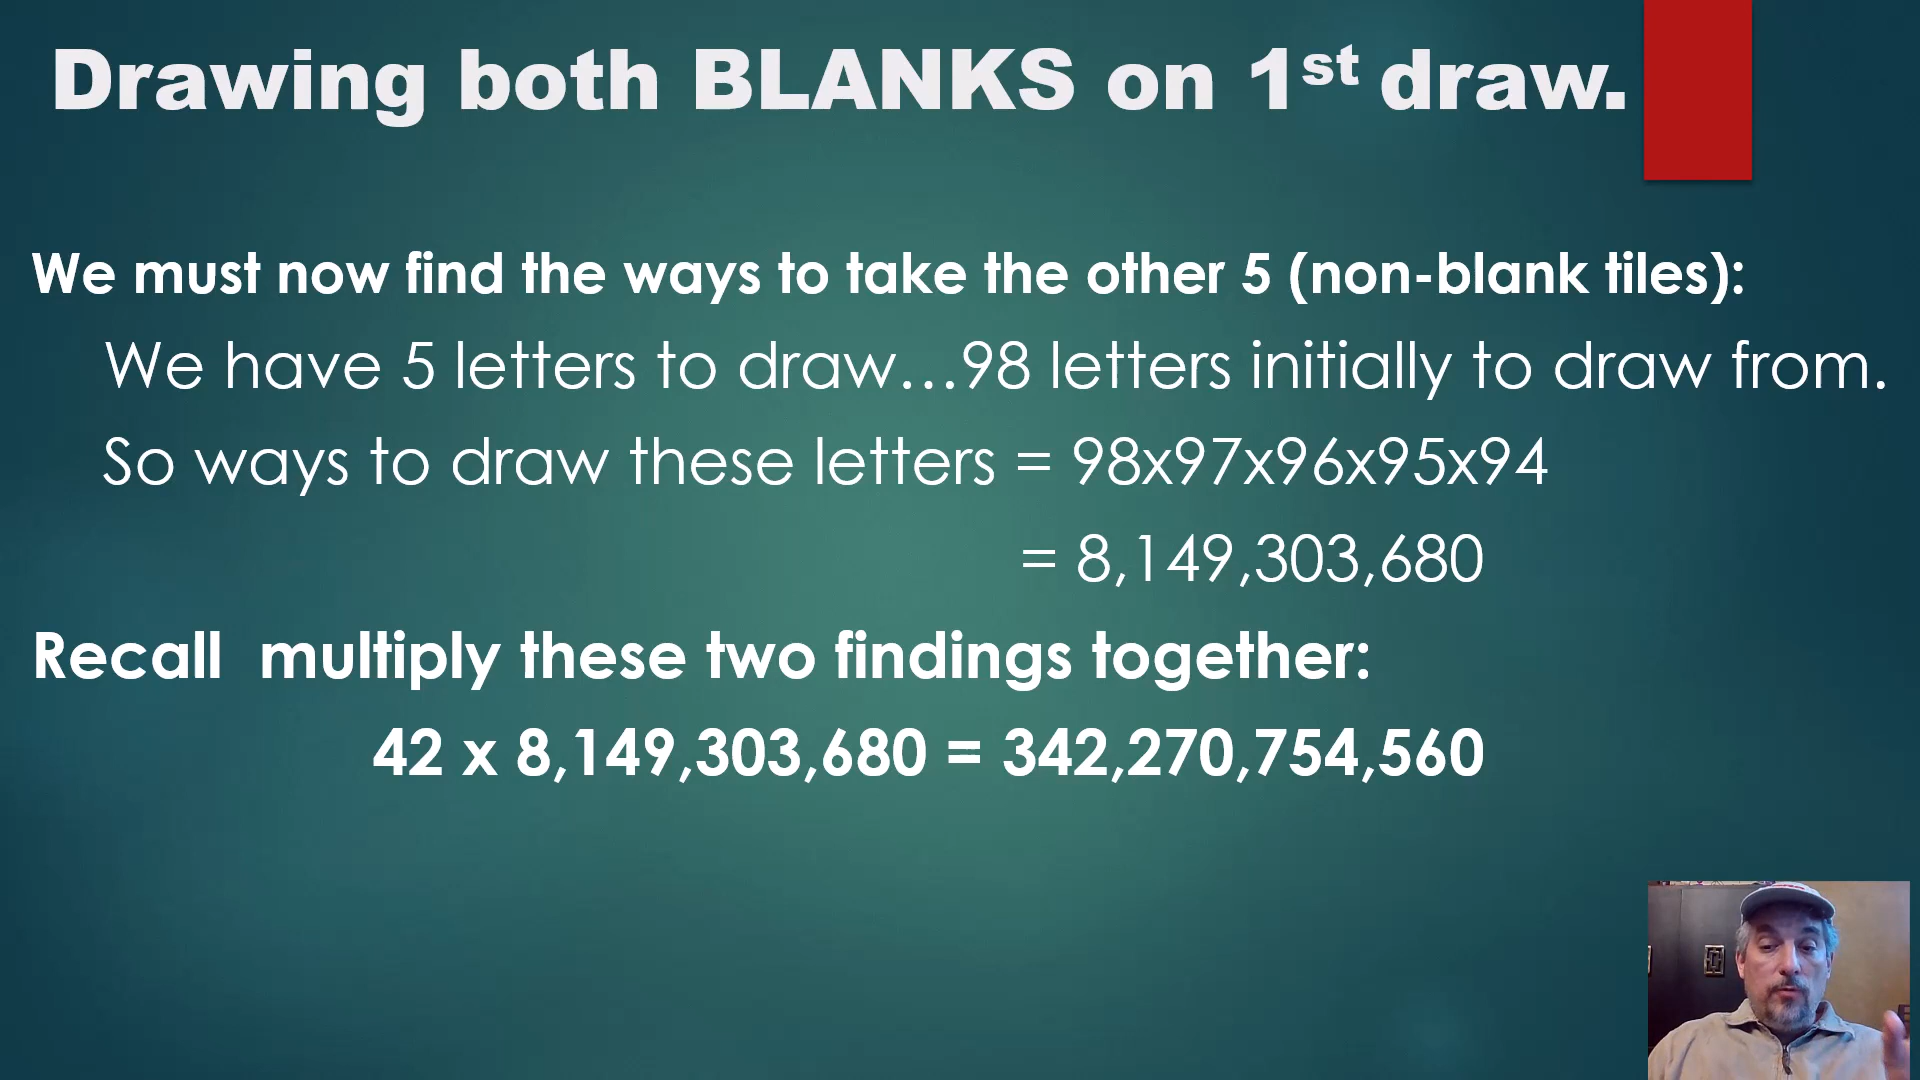 Drawing both BLANKS on 1st draw.
We must now find the ways to take the other 5 (non-blank tiles):
We have 5 letters to draw...98 letters initially to draw from.
So ways to draw these letters = 98x97x96x95x94
= 8,149,303,680
Recall  multiply these two findings together:
42 x 8,149,303,680 = 342,270,754,560